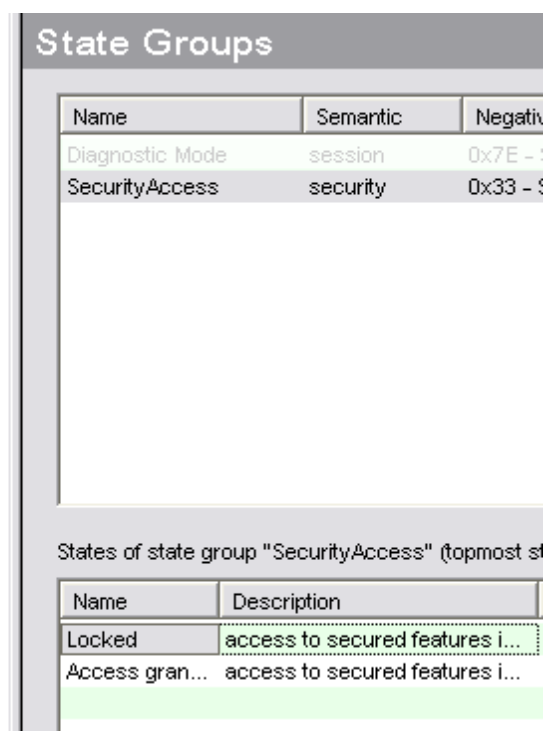 State Groups
Name Semantic Negativ
Diagnostic Mode session 0x7E -
SecurityAccess security 0x33 - S
States of state group "SecurityAccess" (topmost st
Name Description
Locked access to secured features i...
Access gran... access to secured features i...